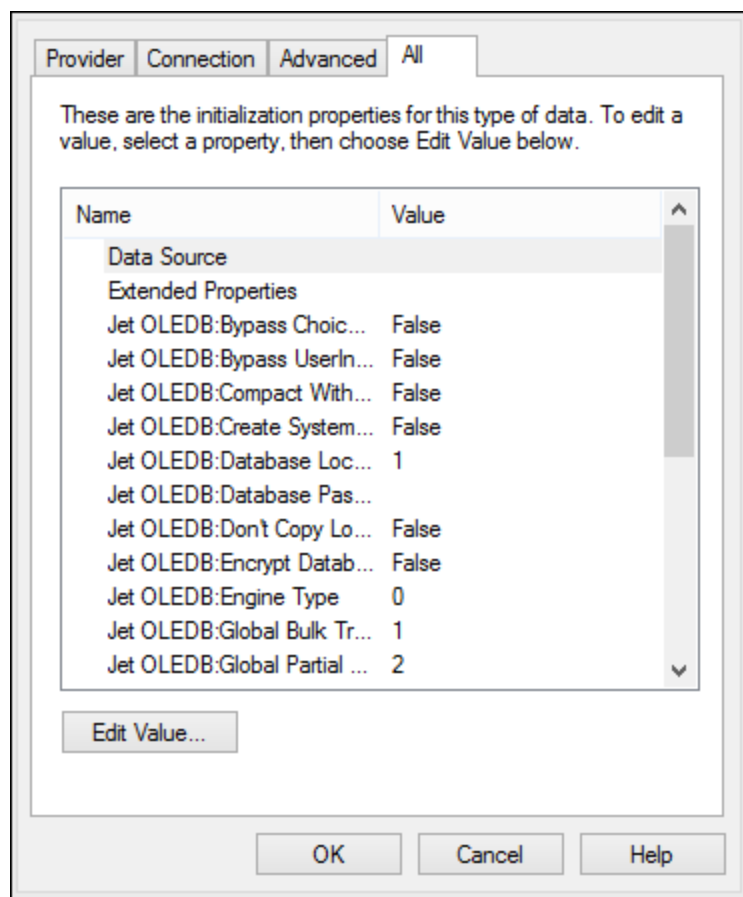 Provider Connection Advanced All
These are the initialization properties for this type of data. To edit a
value, select a property, then choose Edit Value below.
Name Value
Data Source
Extended Properties
Jet OLEDB:Bypass Choic... False
Jet OLEDB:Bypass UserIn... False
Jet OLEDB:Compact With... False
Jet OLEDB:Create System... False
Jet OLEDB:Database Loc... 1
Jet OLEDB:Database Pas...
Jet OLEDB:Don't Copy Lo... False
Jet OLEDB:Encrypt Datab... False
Jet OLEDB:Engine Type 0
Jet OLEDB:Global Bulk Tr... 1
Jet OLEDB:Global Partial ... 2
Edit Value...
OK Cancel Help